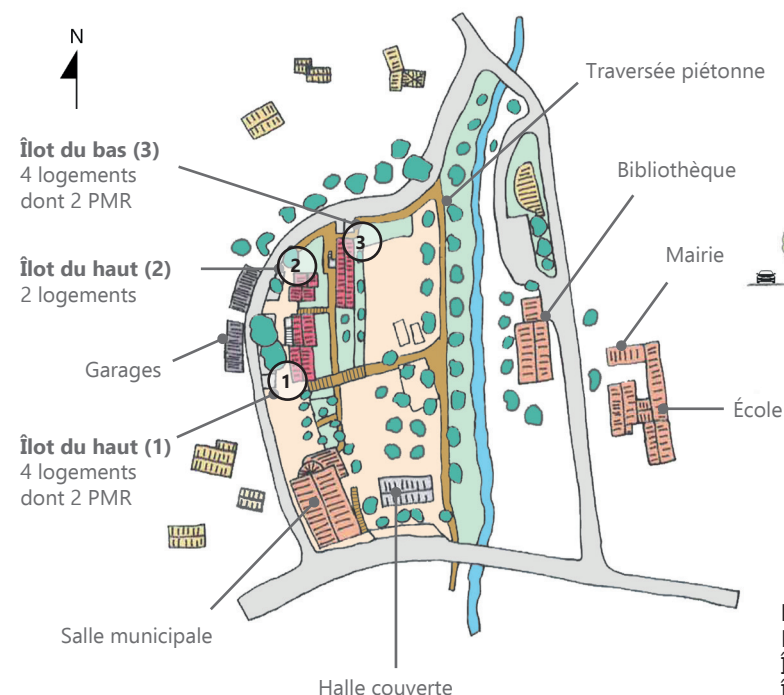 N
Traversée piétonne
Îlot du bas (3)
4 logements
dont 2 PMR
Bibliothèque
3
Mairie
Îlot du haut (2)
2 logements
2
Garages
1
École
Îlot du haut (1)
4 logements
dont 2 PMR
Salle municipale
Halle couverte